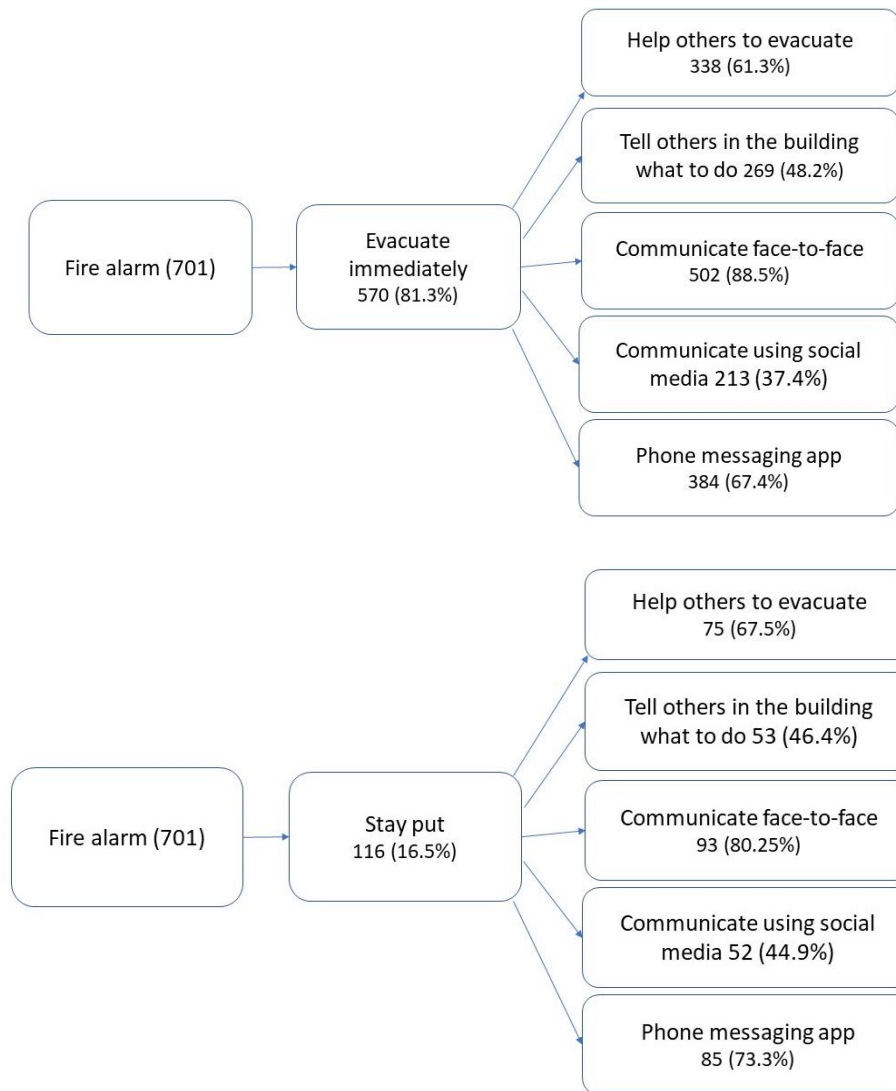 Help others to evacuate
338 (61.3%)
Tell others in the building
what to do 269 (48.2%)
Fire alarm (701)
Evacuate
immediately
570 (81.3%)
Communicate face-to-face
502 (88.5%)
Communicate using social
media 213 (37.4%)
Phone messaging app
384 (67.4%)
Help others to evacuate
75 (67.5%)
Tell others in the building
what to do 53 (46.4%)
Fire alarm (701)
Stay put
116 (16.5%)
Communicate face-to-face
93 (80.25%)
Communicate using social
media 52 (44.9%)
Phone messaging app
85 (73.3%)